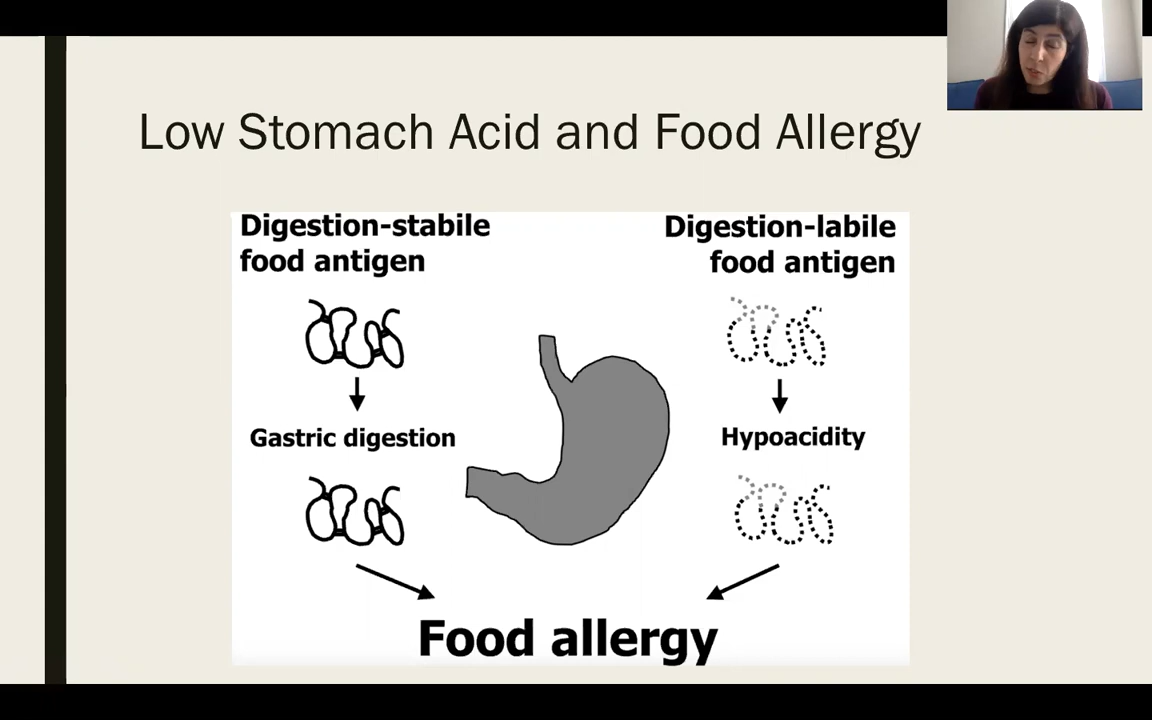 Low Stomach Acid and Food Allergy
Digestion-stabile
food antigen
Gastric digestion
Digestion-labile
food antigen
Hypoacidity
Food allergy